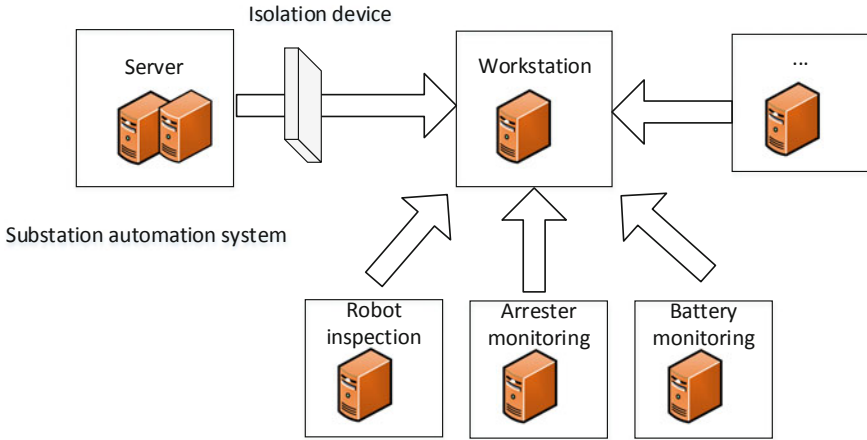 Isolation device
Server
Workstation
...
Substation automation system
Robot
inspection
Arrester
monitoring
Battery
monitoring